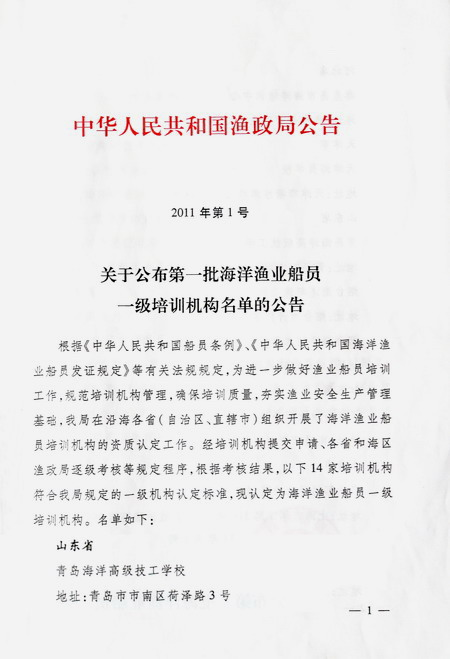 中华人民共和国渔政局公告
2011 年第 1 号
关于公布第一批海洋渔业船员
一级培训机构名单的公告
根据《中华人民共和国船员条例》、《中华人民共和国海洋渔
业船员发证规定》等有关法规规定，为进一步做好渔业船员培训
工作，规范培训机构管理，确保培训质量，夯实渔业安全生产管理
基础，我局在沿海各省（自治区、直辖市）组织开展了海洋渔业船
员培训机构的资质认定工作。经培训机构提交申请、各省和海区
渔政局逐级考核等规定程序，根据考核结果，以下 14 家培训机构
符合我局规定的一级机构认定标准，现认定为海洋渔业船员一级
培训机构。名单如下：
山东省
青岛海洋高级技工学校
地址：青岛市市南区菏泽路 3 号
— 1 —